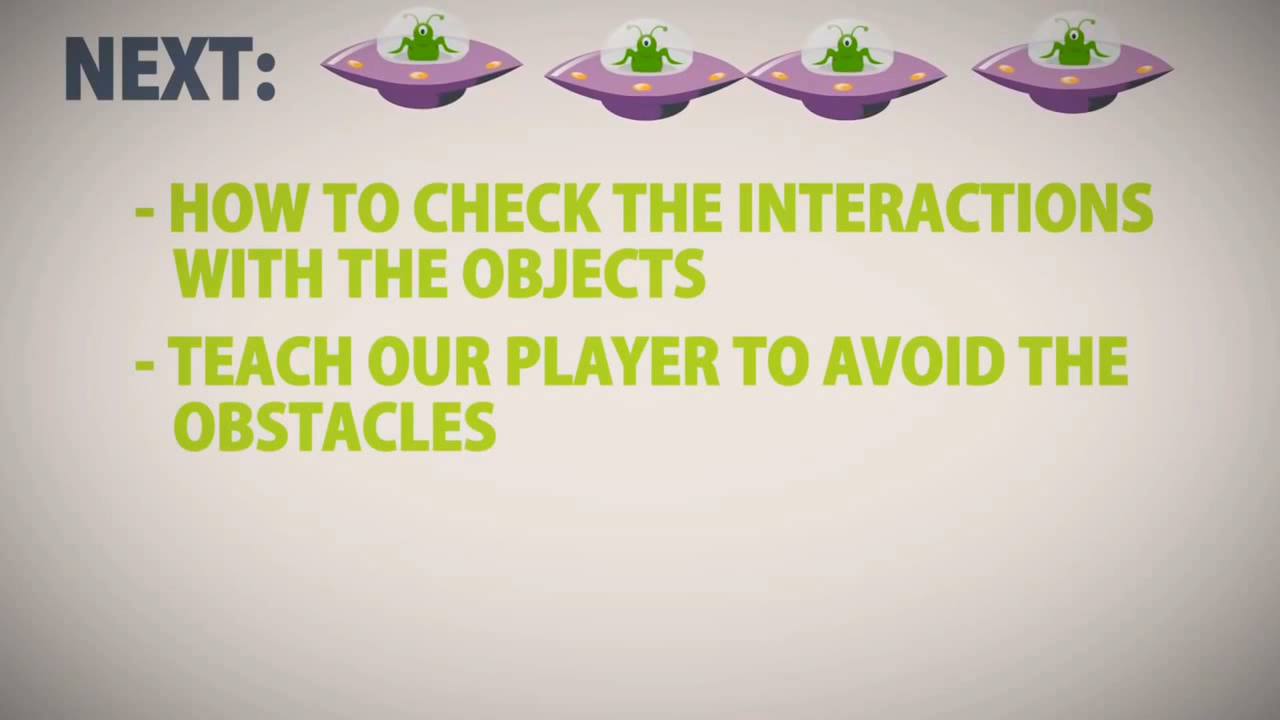 NEXT:
- HOW TO CHECK THE INTERACTIONS
WITH THE OBJECTS
- TEACH OUR PLAYER TO AVOID THE
OBSTACLES